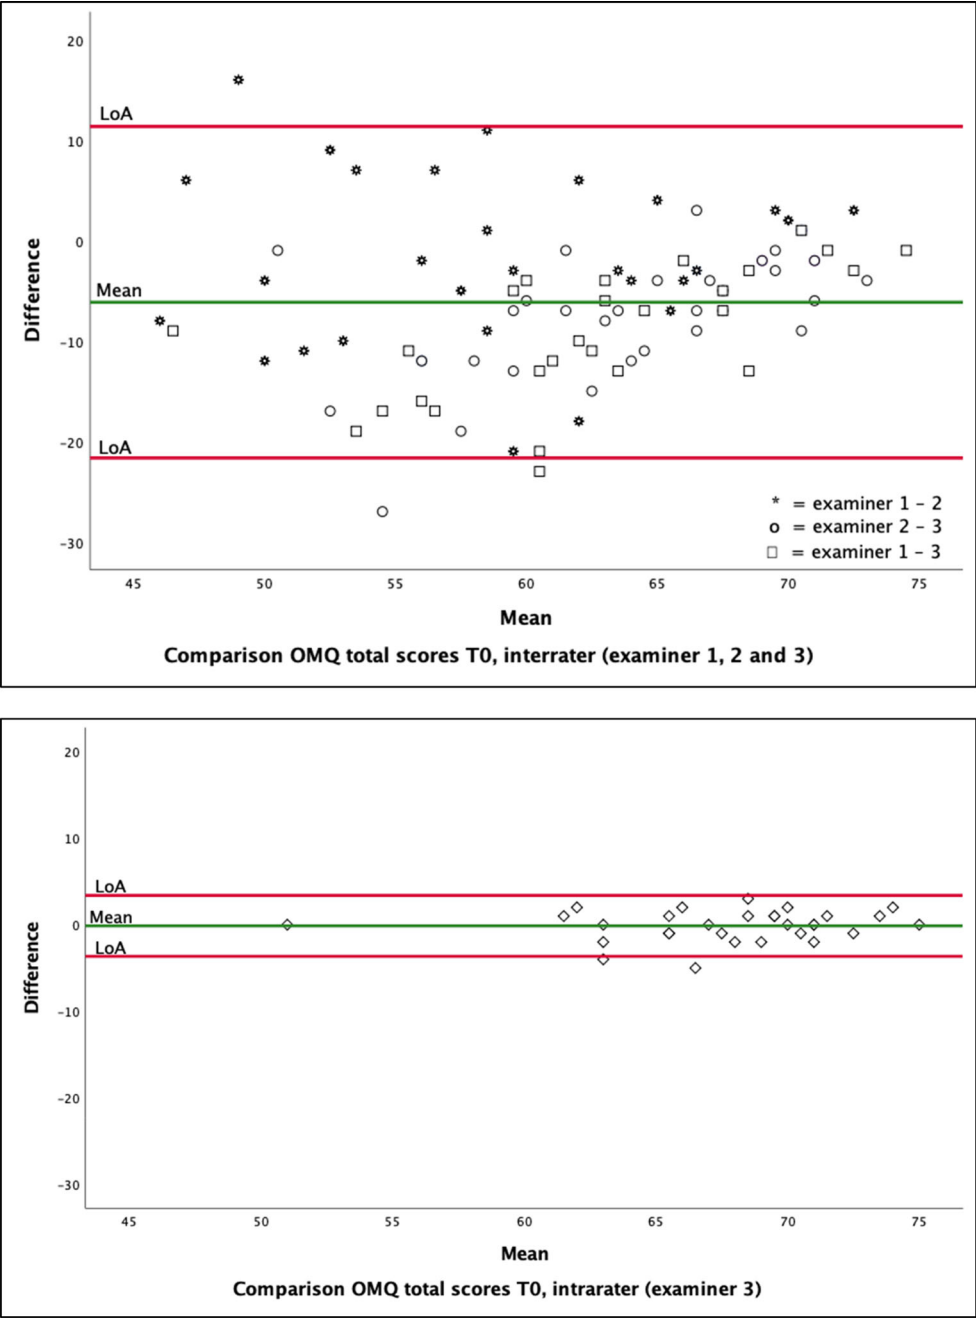 20
LoA
10
0
Difference
Mean
−10
LoA
−20
* = examiner 1 – 2
o = examiner 2 – 3
□ = examiner 1 – 3
−30
45 50 55 60 65 70 75
Mean
Comparison OMQ total scores T0, interrater (examiner 1, 2 and 3)
20
10
LoA
Mean
0
LoA
Difference
−10
−20
−30
45 50 55 60 65 70 75
Mean
Comparison OMQ total scores T0, intrarater (examiner 3)